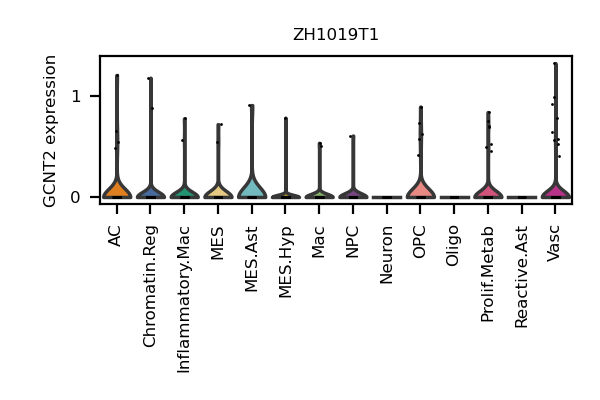 ZH1019T1
GCNT2 expression
1
0
AC
Chromatin.Reg
Inflammatory.Mac
MES
MES.Ast
MES.Hyp
Mac
NPC
Neuron
OPC
Oligo
Prolif.Metab
Reactive.Ast
Vasc